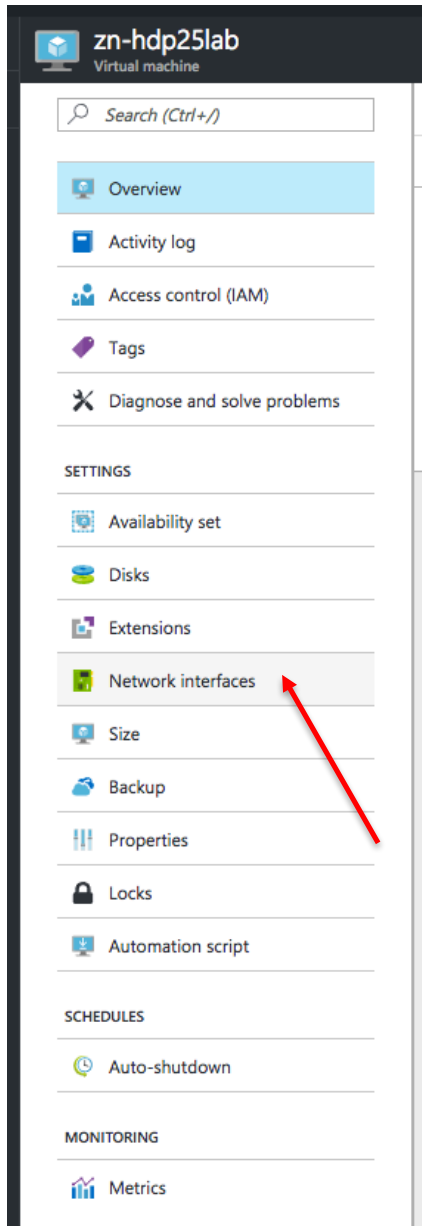 zn-hdp25lab
Virtual machine
Search (Ctrl+/)
Overview
Activity log
Access control (IAM)
Tags
Diagnose and solve problems
SETTINGS
Availability set
Disks
Extensions
Network interfaces
Size
Backup
Properties
Locks
Automation script
SCHEDULES
Auto-shutdown
MONITORING
Metrics